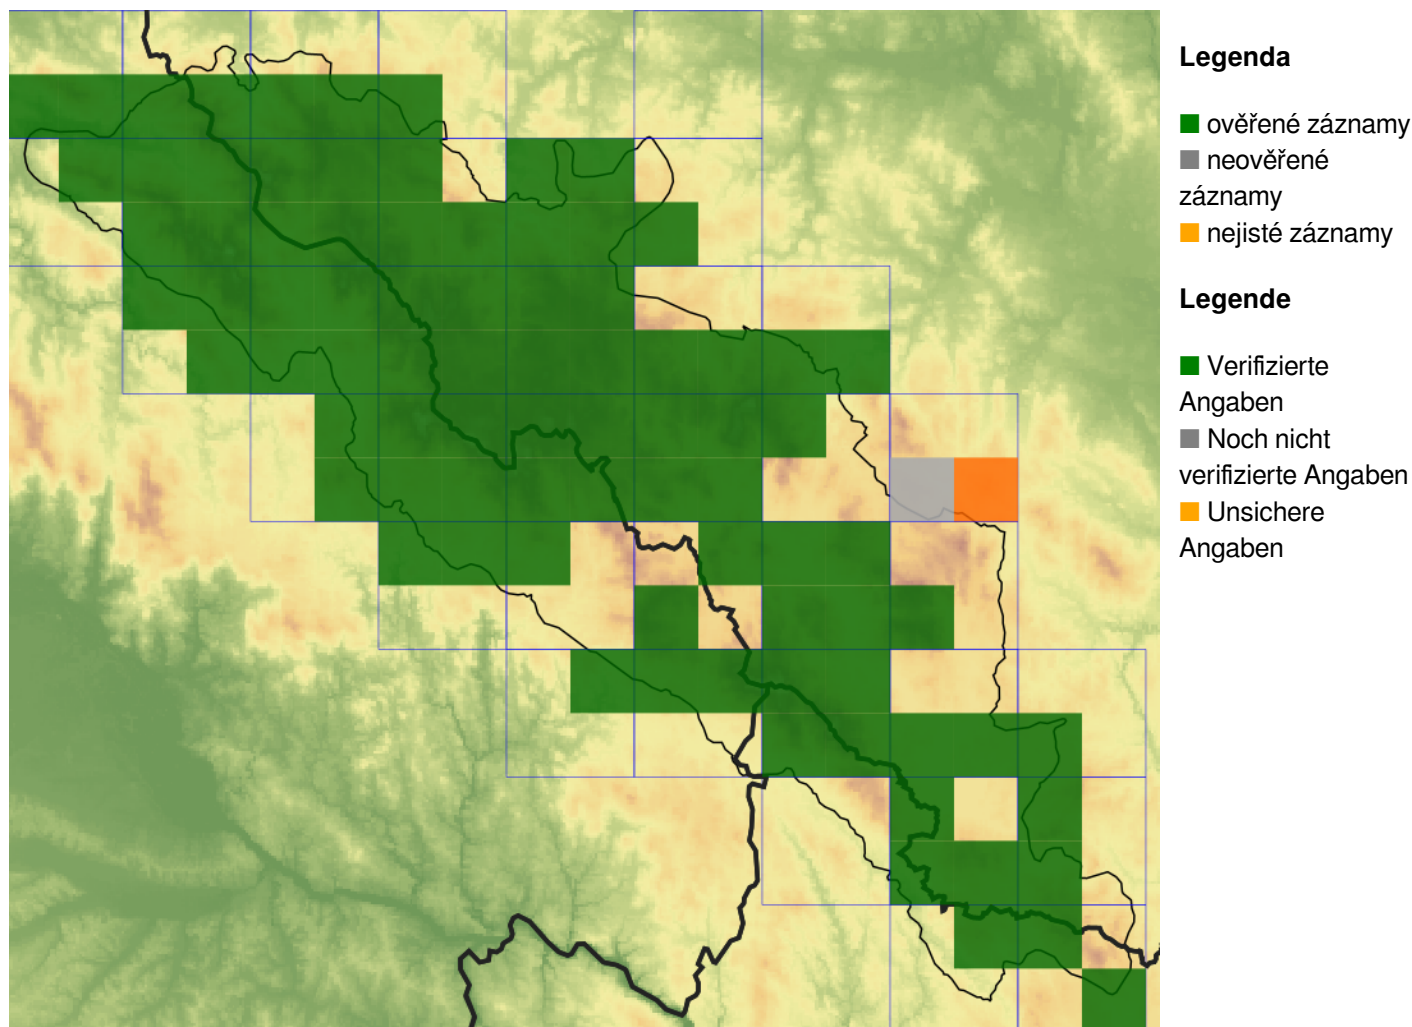 Legenda
ověřené záznamy
neověřené
záznamy
nejisté záznamy
Legende
Verifizierte
Angaben
Noch nicht
verifizierte Angaben
Unsichere
Angaben